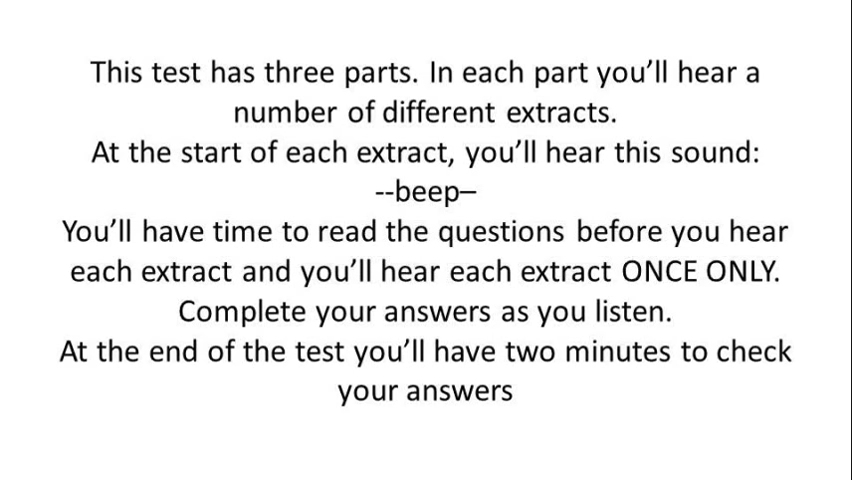 This test has three parts. In each part you’ll hear a
number of different extracts.
At the start of each extract, you’ll hear this sound:
--beep–
You’ll have time to read the questions before you hear
each extract and you’ll hear each extract ONCE ONLY.
Complete your answers as you listen.
At the end of the test you’ll have two minutes to check
your answers